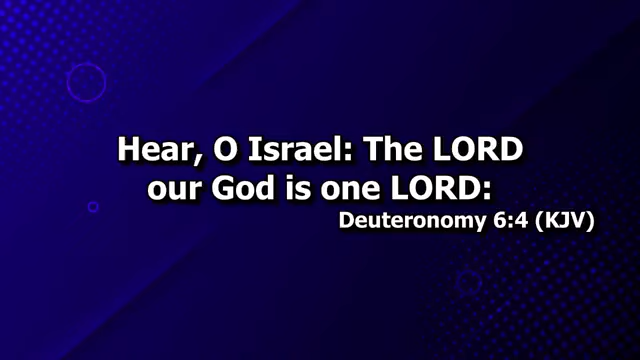 Hear, O Israel: The LORD
our God is one LORD:
Deuteronomy 6:4 (KJV)